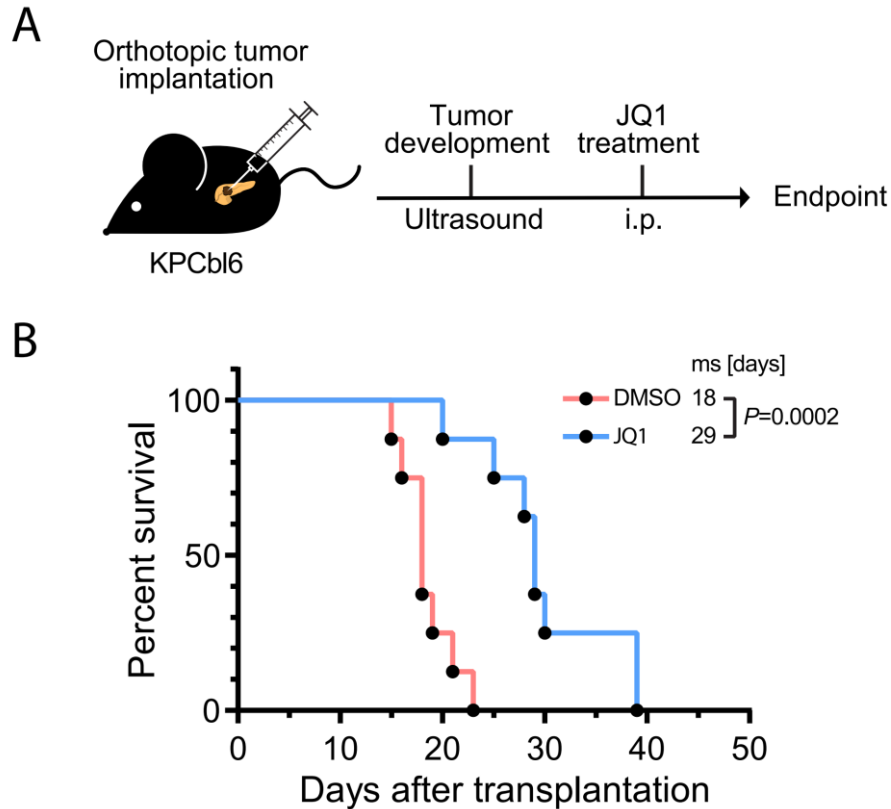 A
Orthotopic tumor
implantation
KPCbl6
Tumor
development
JQ1
treatment
Ultrasound
i.p.
Endpoint
B
ms [days]
DMSO 18
JQ1 29
P=0.0002
Percent survival
100
50
0
0 10 20 30 40 50
Days after transplantation